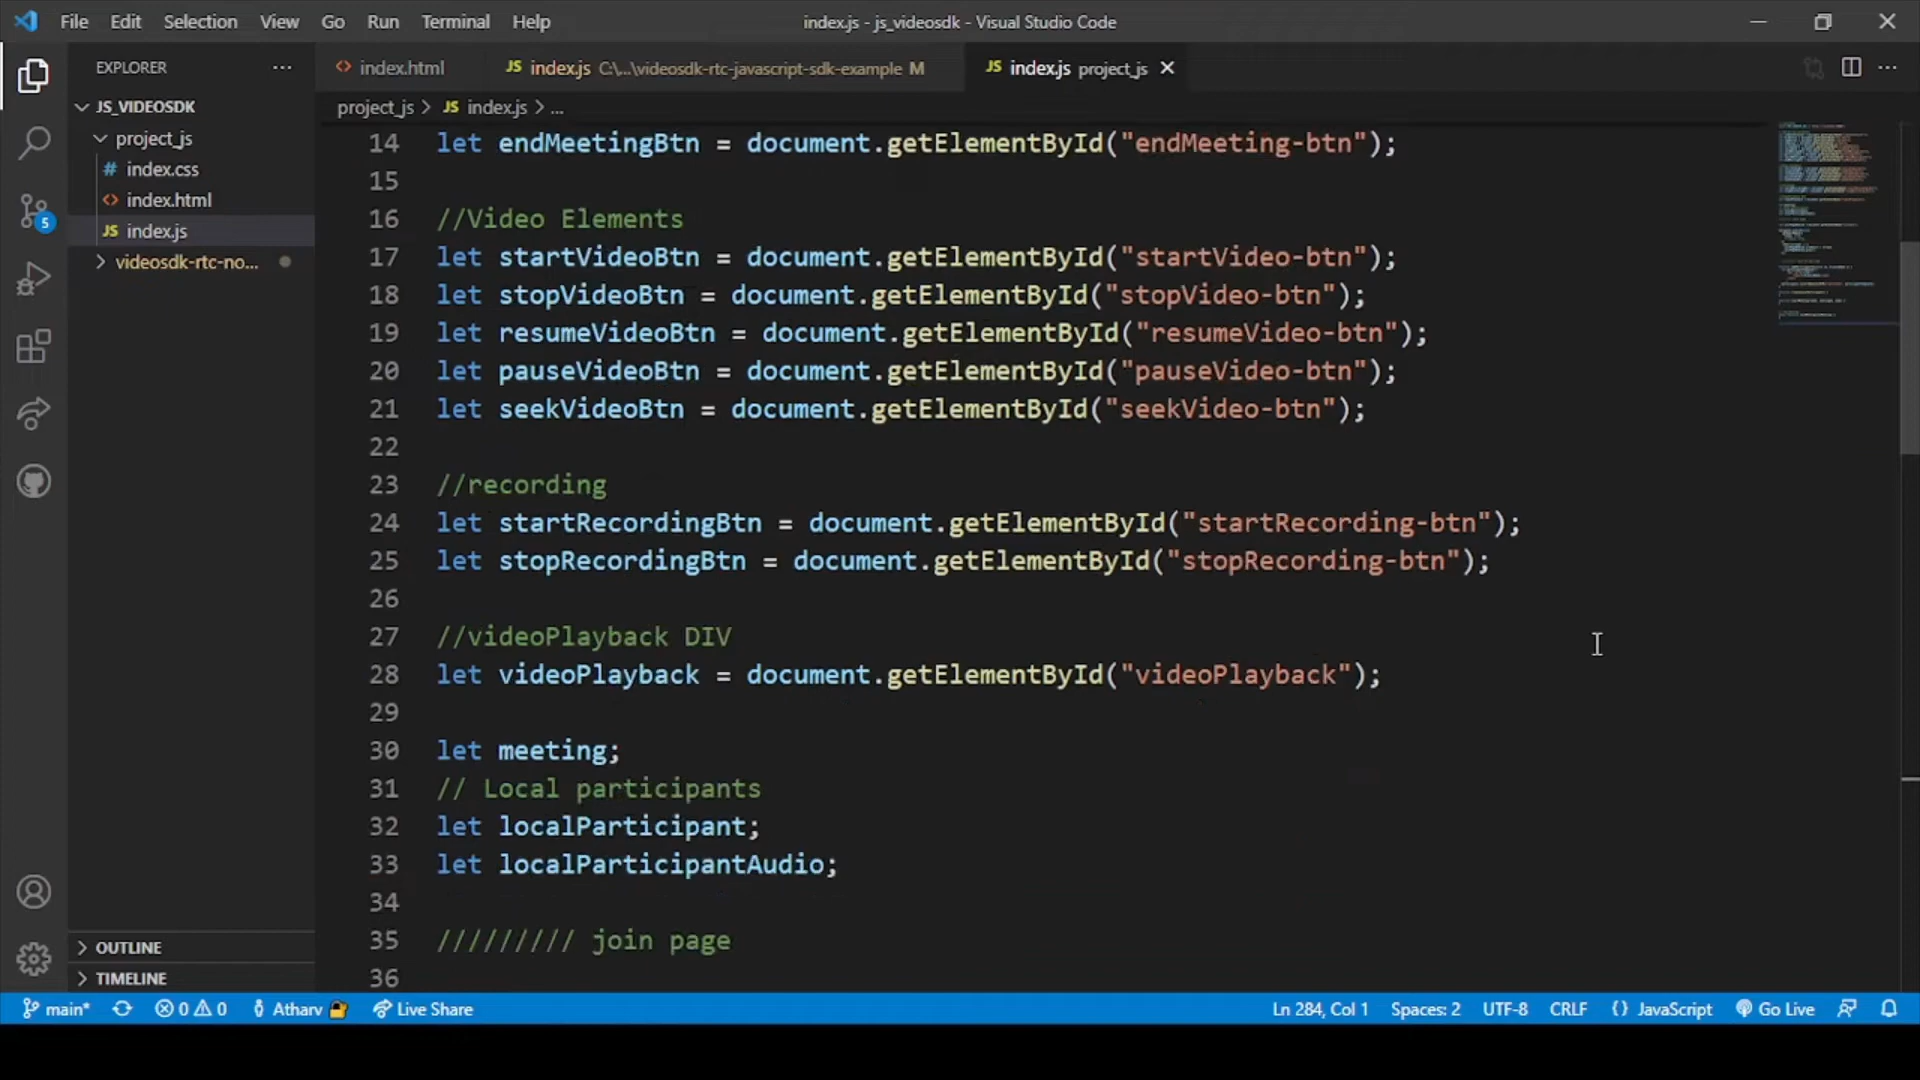 File Edit Selection View Go Run Terminal Help
index.js - js_videosdk - Visual Studio Code
EXPLORER
JS_VIDEOSDK
project_js
# index.css
<> index.html
JS index.js
videosdk-rtc-no...
5
OUTLINE
TIMELINE
<> index.html
JS index.js C:\...\videosdk-rtc-javascript-sdk-example M
JS index.js project_js
project_js > JS index.js > ...
14 let endMeetingBtn = document.getElementById("endMeeting-btn");
15
16 //Video Elements
17 let startVideoBtn = document.getElementById("startVideo-btn");
18 let stopVideoBtn = document.getElementById("stopVideo-btn");
19 let resumeVideoBtn = document.getElementById("resumeVideo-btn");
20 let pauseVideoBtn = document.getElementById("pauseVideo-btn");
21 let seekVideoBtn = document.getElementById("seekVideo-btn");
22
23 //recording
24 let startRecordingBtn = document.getElementById("startRecording-btn");
25 let stopRecordingBtn = document.getElementById("stopRecording-btn");
26
27 //videoPlayback DIV
28 let videoPlayback = document.getElementById("videoPlayback");
29
30 let meeting;
31 // Local participants
32 let localParticipant;
33 let localParticipantAudio;
34
35 ///////// join page
36
main* 0 0 Atharv Live Share
Ln 284, Col 1 Spaces: 2 UTF-8 CRLF {} JavaScript Go Live